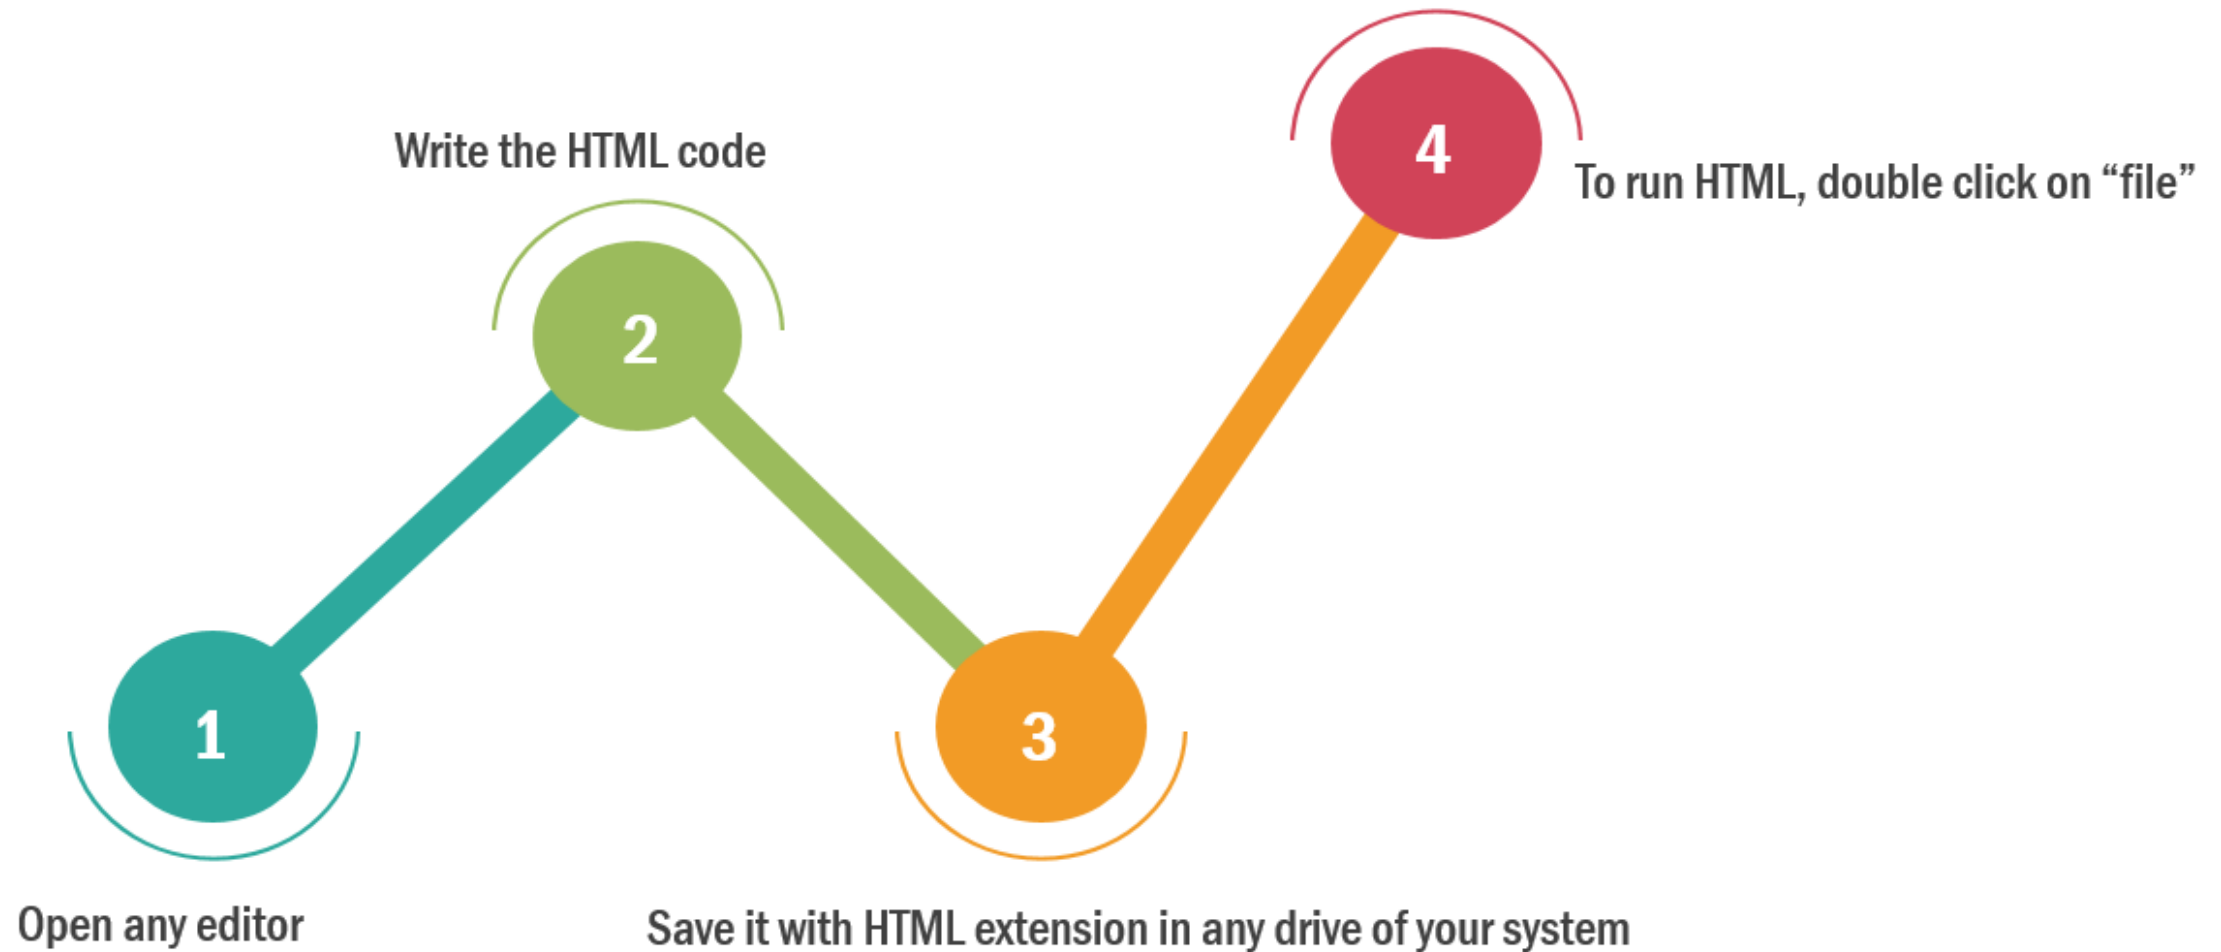 1
Open any editor
2
Write the HTML code
3
Save it with HTML extension in any drive of your system
4
To run HTML, double click on “file”